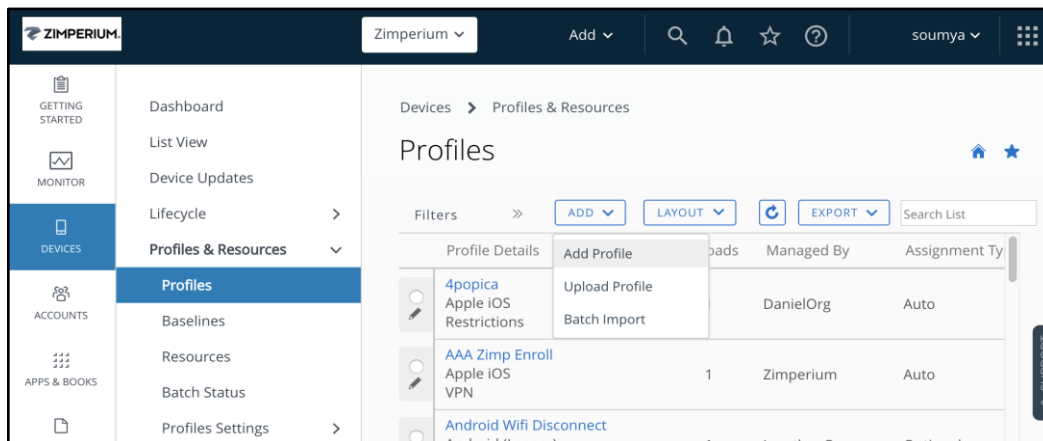 ZIMPERIUM.
Zimperium
Add
soumya
GETTING
STARTED
MONITOR
DEVICES
ACCOUNTS
APPS & BOOKS
Dashboard
List View
Device Updates
Lifecycle
Profiles & Resources
Profiles
Baselines
Resources
Batch Status
Profiles Settings
Devices > Profiles & Resources
Profiles
Filters » ADD LAYOUT EXPORT Search List
Profile Details Managed By Assignment Ty
Add Profile
Upload Profile
Batch Import
4popica
Apple iOS
Restrictions
DanielOrg Auto
AAA Zimp Enroll
Apple iOS
VPN
1 Zimperium Auto
Android Wifi Disconnect